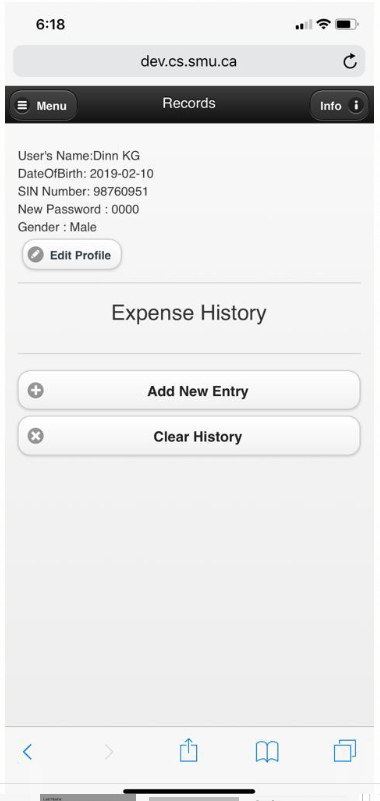 6:18
dev.cs.smu.ca
Menu
Records
Info
User's Name:Dinn KG
DateOfBirth: 2019-02-10
SIN Number: 98760951
New Password : 0000
Gender : Male
Edit Profile
Expense History
Add New Entry
Clear History